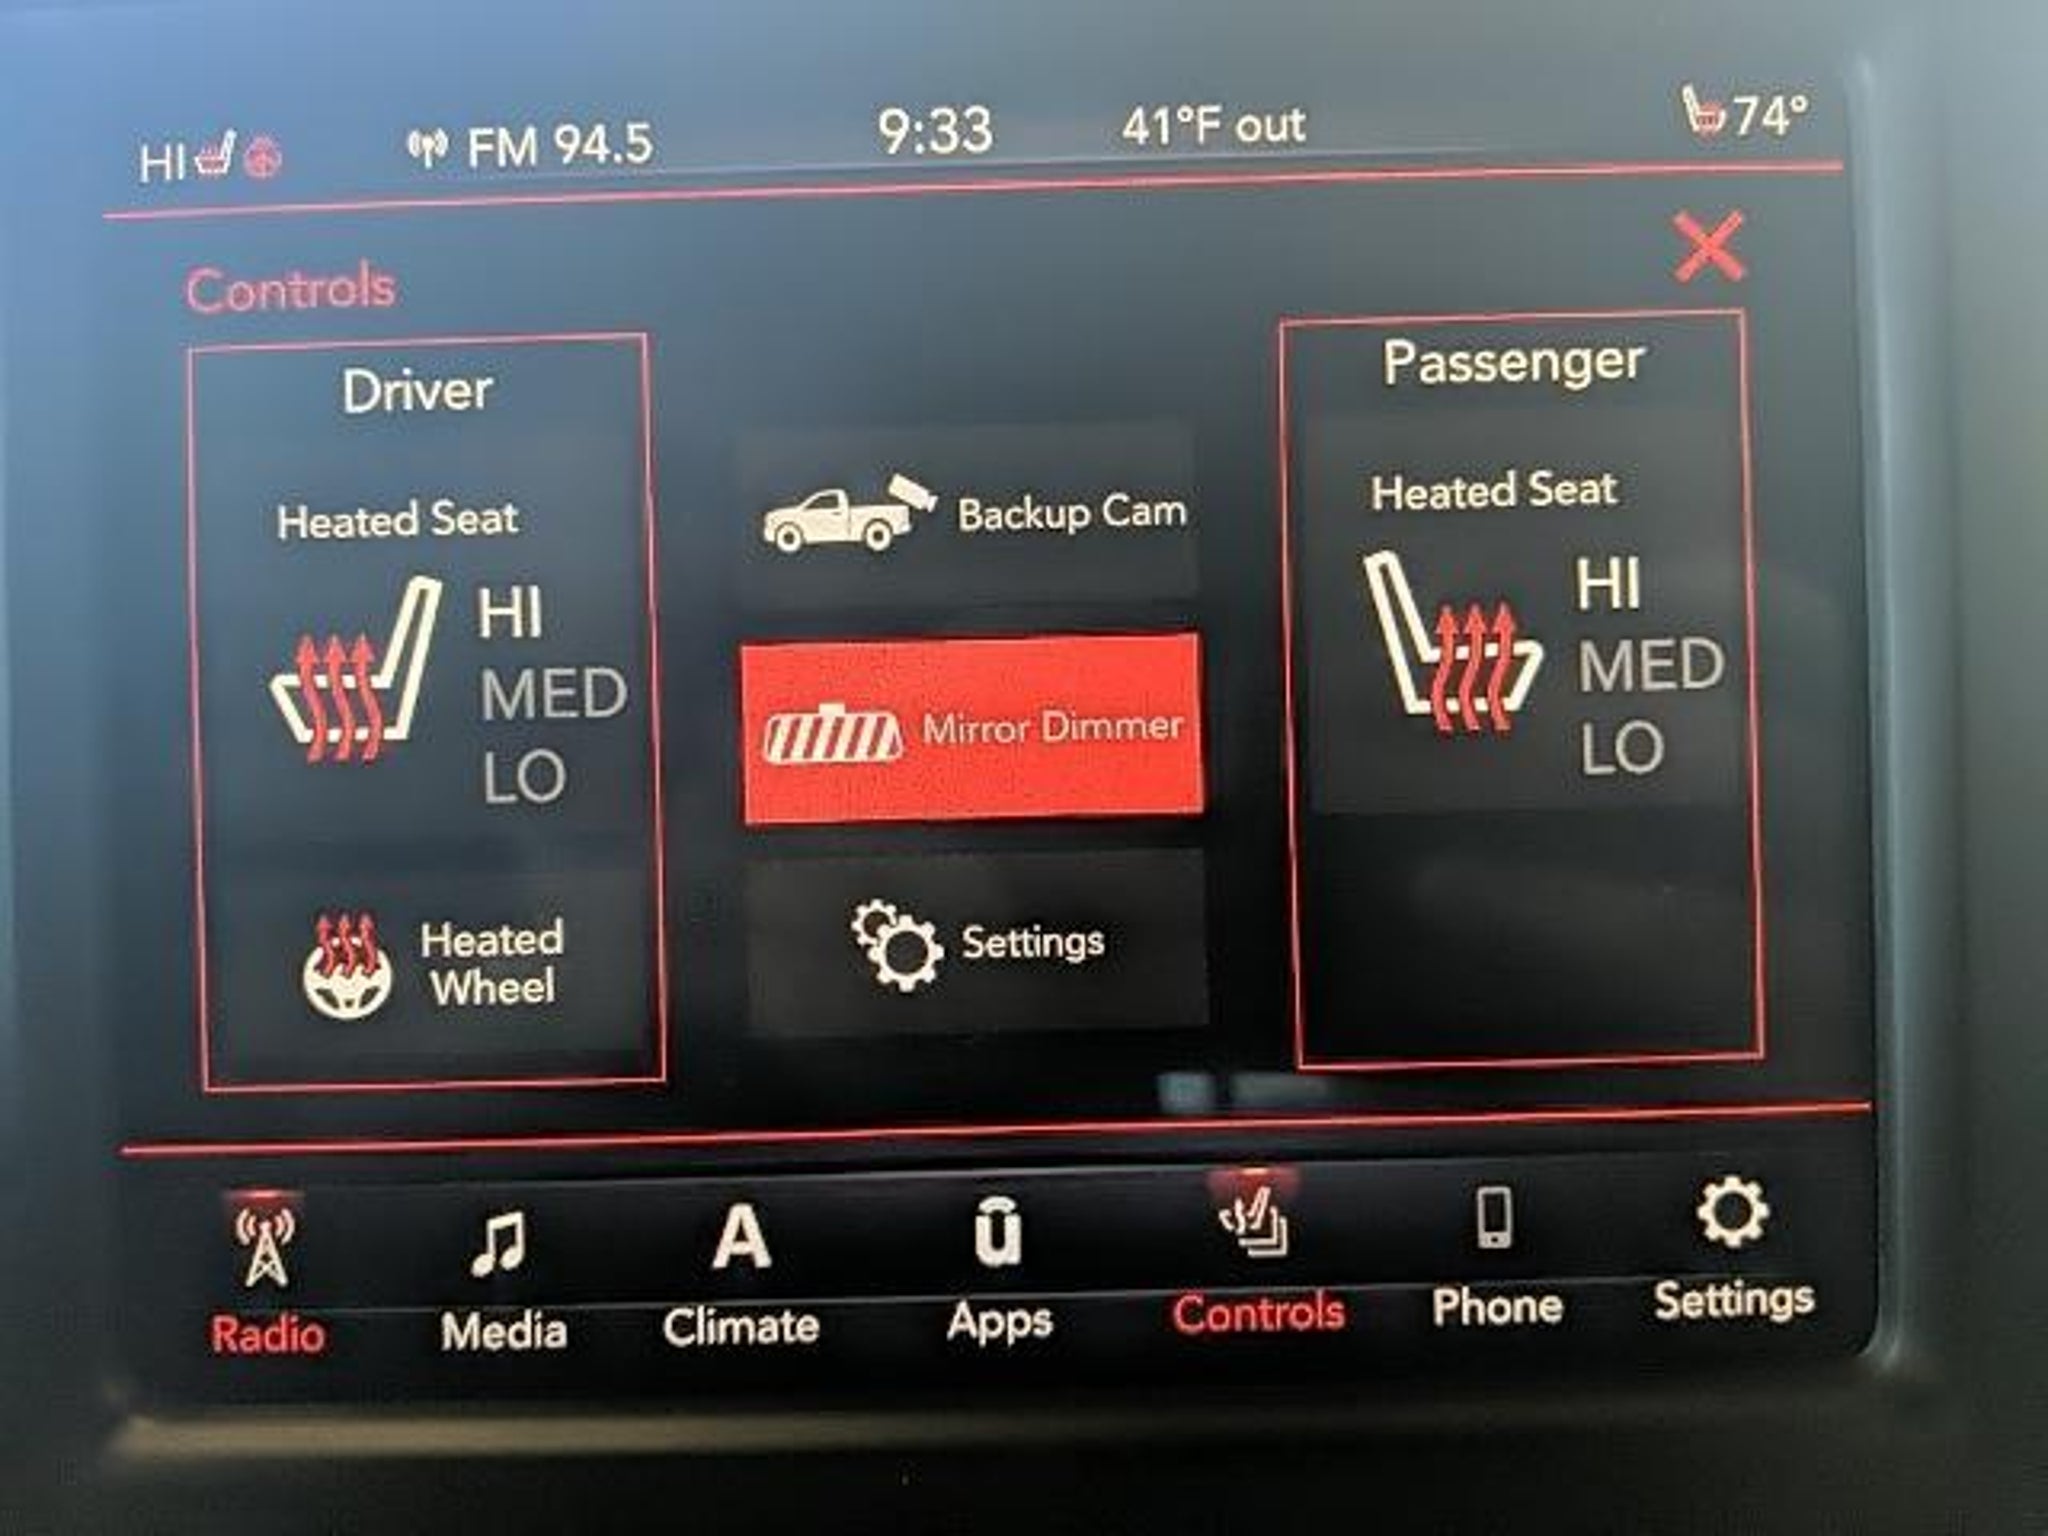 HI FM 94.5 9:33 41°F out 74°
Controls
Driver
Heated Seat
HI
MED
LO
Heated
Wheel
Backup Cam
Mirror Dimmer
Settings
Passenger
Heated Seat
HI
MED
LO
Radio Media A Climate ū Apps Controls Phone Settings